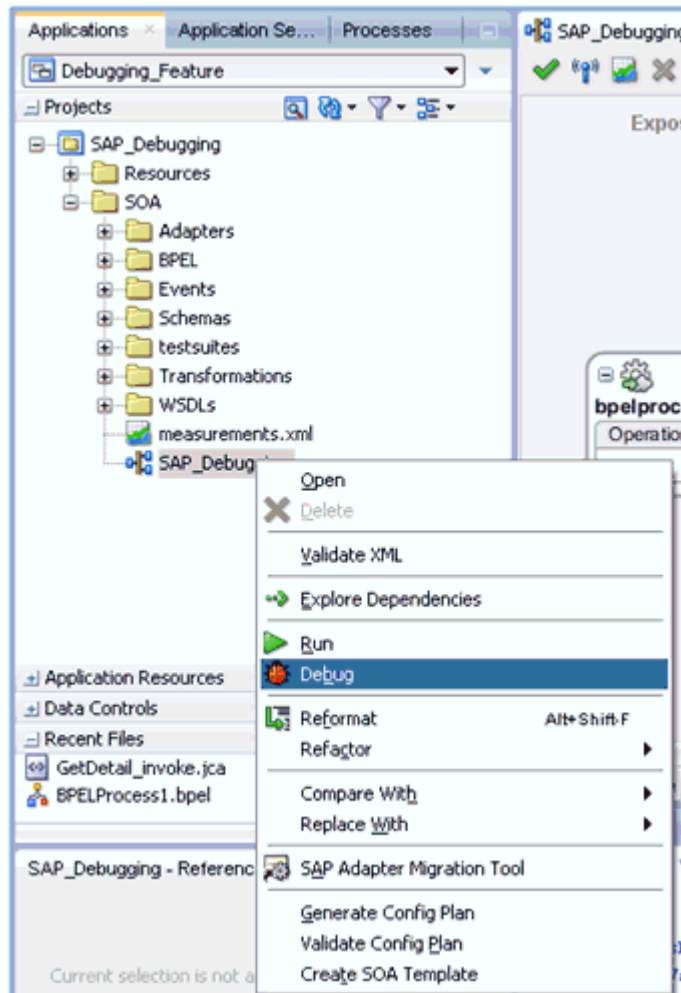 Applications
Application Se...
Processes
SAP_Debugging
Debugging_Feature
Projects
Expos
SAP_Debugging
Resources
SOA
Adapters
BPEL
Events
Schemas
testsuites
Transformations
WSDLs
measurements.xml
SAP_Debug
bpelproc
Operation
Open
Delete
Validate XML
Explore Dependencies
Run
Debug
Reformat Alt+Shift-F
Refactor
Compare With
Replace With
SAP Adapter Migration Tool
Generate Config Plan
Validate Config Plan
Create SOA Template
Application Resources
Data Controls
Recent Files
GetDetail_invoke.jca
BPELProcess1.bpel
SAP_Debugging - Referenc
Current selection is not a